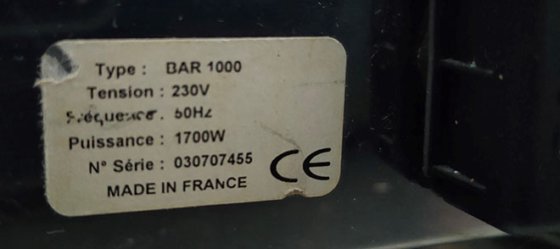 Type : BAR 1000
Tension : 230V
Fréquence : 50Hz
Puissance : 1700W
N° Série : 030707455
CE
MADE IN FRANCE